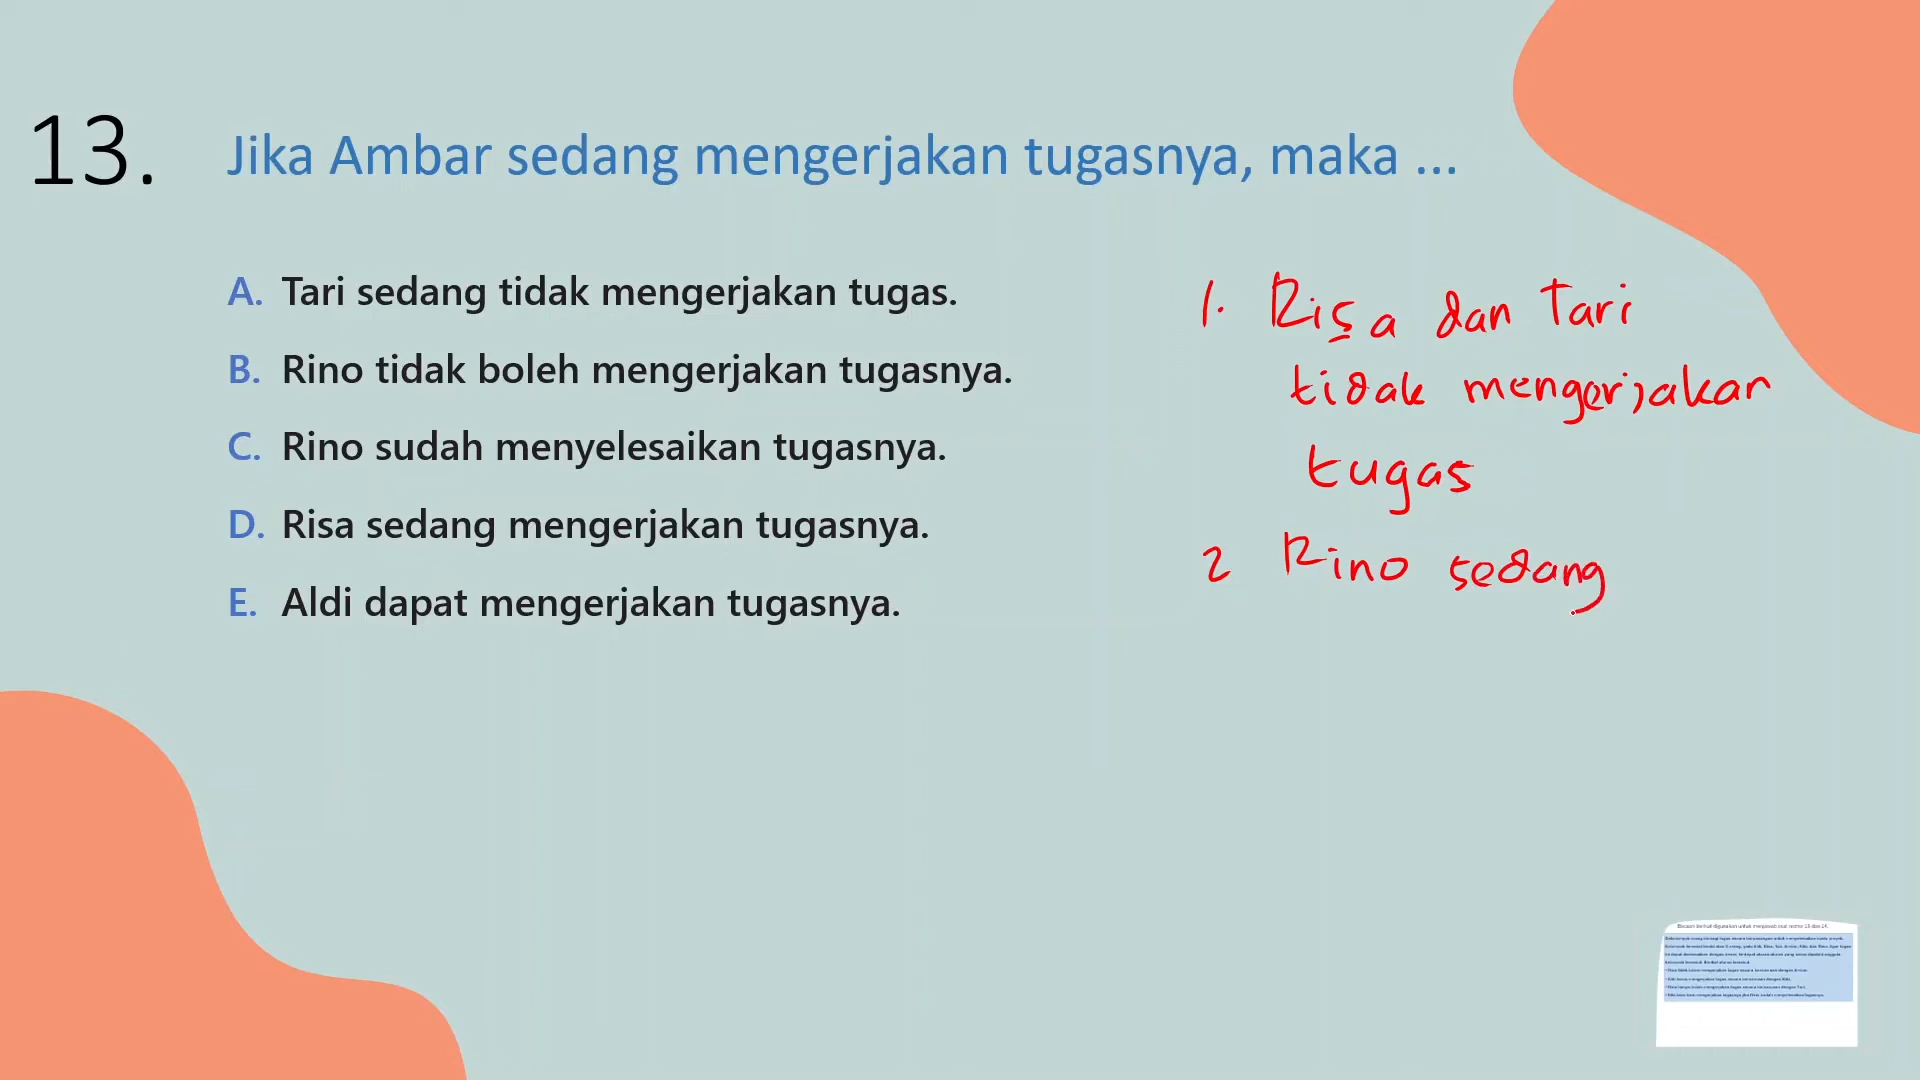 13. Jika Ambar sedang mengerjakan tugasnya, maka ...
A. Tari sedang tidak mengerjakan tugas.
B. Rino tidak boleh mengerjakan tugasnya.
C. Rino sudah menyelesaikan tugasnya.
D. Risa sedang mengerjakan tugasnya.
E. Aldi dapat mengerjakan tugasnya.
1. Risa dan Tari
tidak mengerjakan
tugas
2 Rino sedang